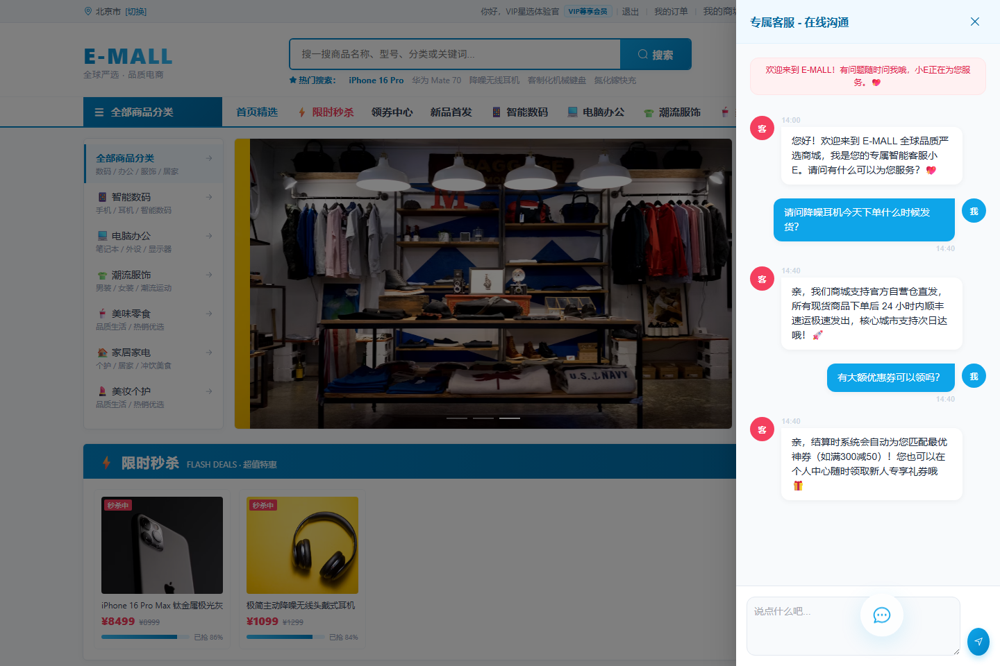 北京市 [切换]
你好，VIP星选体验官 VIP尊享会员 | 退出 | 我的订单 | 我的商城
E-MALL
全球严选 · 品质电商
搜一搜商品名称、型号、分类或关键词...
搜索
热门搜索： iPhone 16 Pro 华为 Mate 70 降噪无线耳机 客制化机械键盘 氮化镓快充
全部商品分类
首页精选 限时秒杀 领券中心 新品首发 智能数码 电脑办公 潮流服饰
全部商品分类
数码 / 办公 / 服饰 / 居家
智能数码
手机 / 耳机 / 智能数码
电脑办公
笔记本 / 外设 / 显示器
潮流服饰
男装 / 女装 / 潮流运动
美味零食
品质生活 / 热销优选
家居家电
个护 / 居家 / 冲饮美食
美妆个护
品质生活 / 热销优选
M
U.S. NAVY
限时秒杀 FLASH DEALS · 超值特惠
秒杀中
iPhone 16 Pro Max 钛金属极光灰
¥8499 ¥8999
已抢 86%
秒杀中
极简主动降噪无线头戴式耳机
¥1099 ¥1299
已抢 84%
专属客服 - 在线沟通
欢迎来到 E-MALL！有问题随时问我哦，小E正在为您服
务。
客
14:00
您好！欢迎来到 E-MALL 全球品质严
选商城，我是您的专属智能客服小
E。请问有什么可以为您服务？
请问降噪耳机今天下单什么时候发
货？
我
14:40
客
14:40
亲，我们商城支持官方自营仓直发，
所有现货商品下单后 24 小时内顺丰
速运极速发出，核心城市支持次日达
哦！
有大额优惠券可以领吗？
我
14:40
客
14:40
亲，结算时系统会自动为您匹配最优
神券（如满300减50）！您也可以在
个人中心随时领取新人专享礼券哦
说点什么吧...